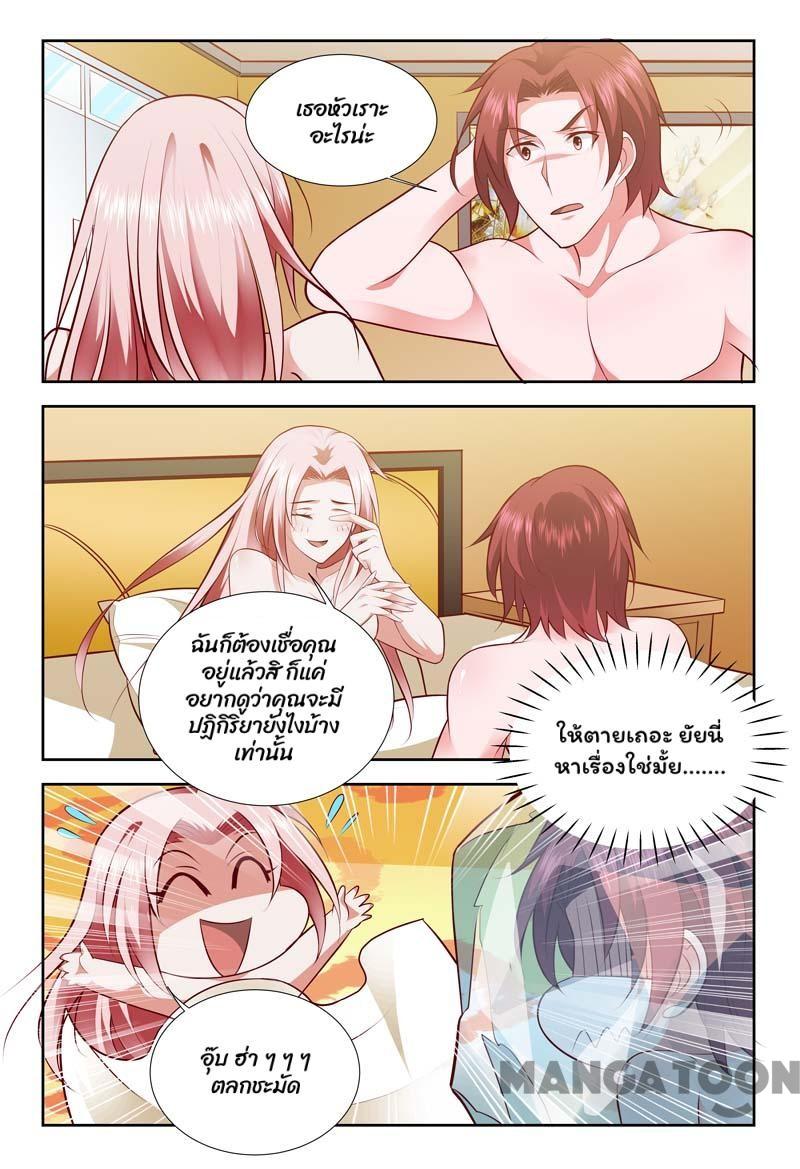 เธอหัวเราะ
อะไรน่ะ
ฉันก็ต้องเชื่อคุณ
อยู่แล้วสิ ก็แค่
อยากดูว่าคุณจะมี
ปฏิกิริยายังไงบ้าง
เท่านั้น
ให้ตายเถอะ ยัยนี่
หาเรื่องใช่มั้ย.......
อุ๊บ ฮ่า ๆ ๆ ๆ
ตลกชะมัด
MANGATOON